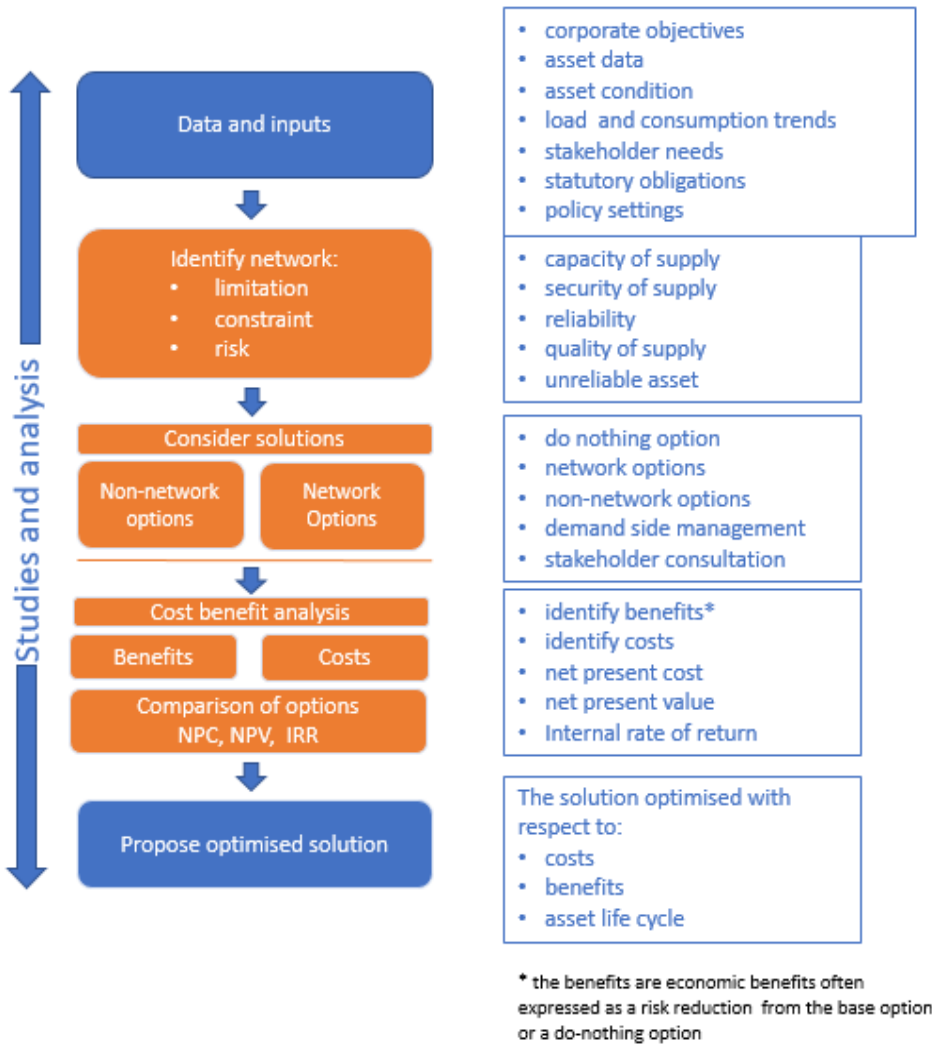 Studies and analysis
Data and inputs
• corporate objectives
• asset data
• asset condition
• load and consumption trends
• stakeholder needs
• statutory obligations
• policy settings
Identify network:
• limitation
• constraint
• risk
• capacity of supply
• security of supply
• reliability
• quality of supply
• unreliable asset
Consider solutions
Non-network
options
Network
Options
• do nothing option
• network options
• non-network options
• demand side management
• stakeholder consultation
Cost benefit analysis
Benefits
Costs
Comparison of options
NPC, NPV, IRR
• identify benefits*
• identify costs
• net present cost
• net present value
• Internal rate of return
Propose optimised solution
The solution optimised with
respect to:
• costs
• benefits
• asset life cycle
* the benefits are economic benefits often
expressed as a risk reduction from the base option
or a do-nothing option